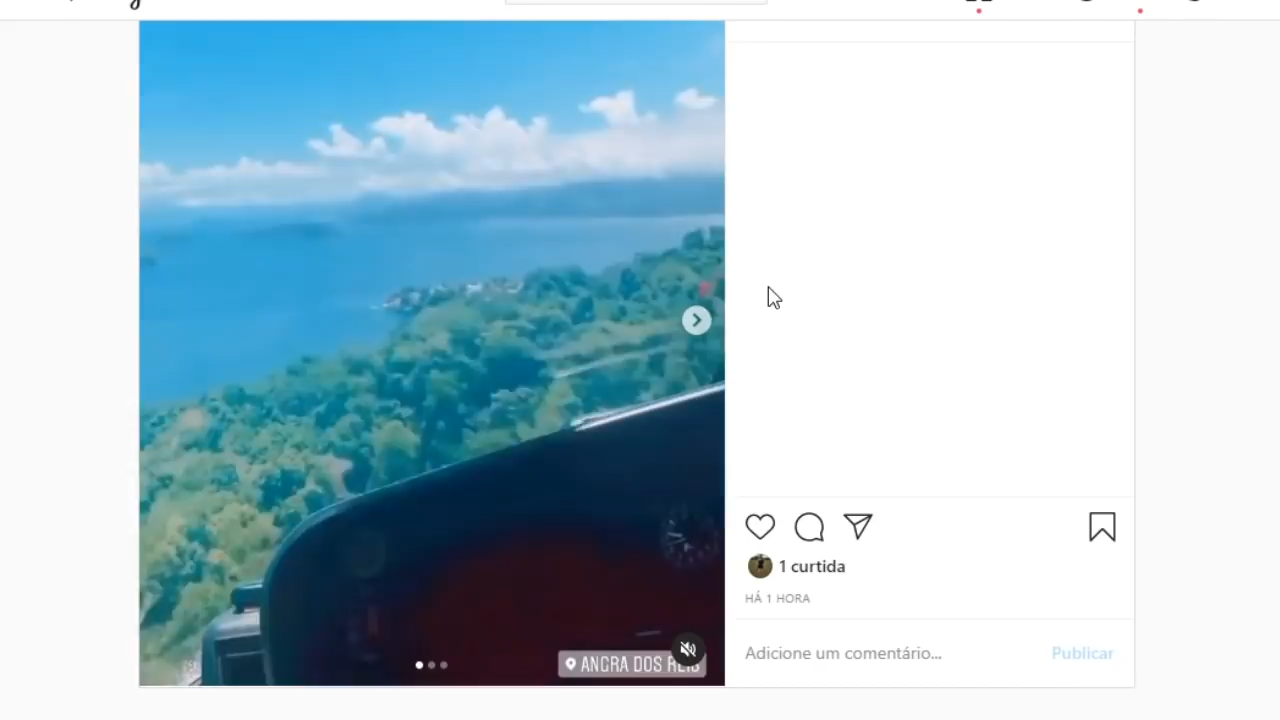 ANGRA DOS REIS
1 curtida
HÁ 1 HORA
Adicione um comentário... Publicar